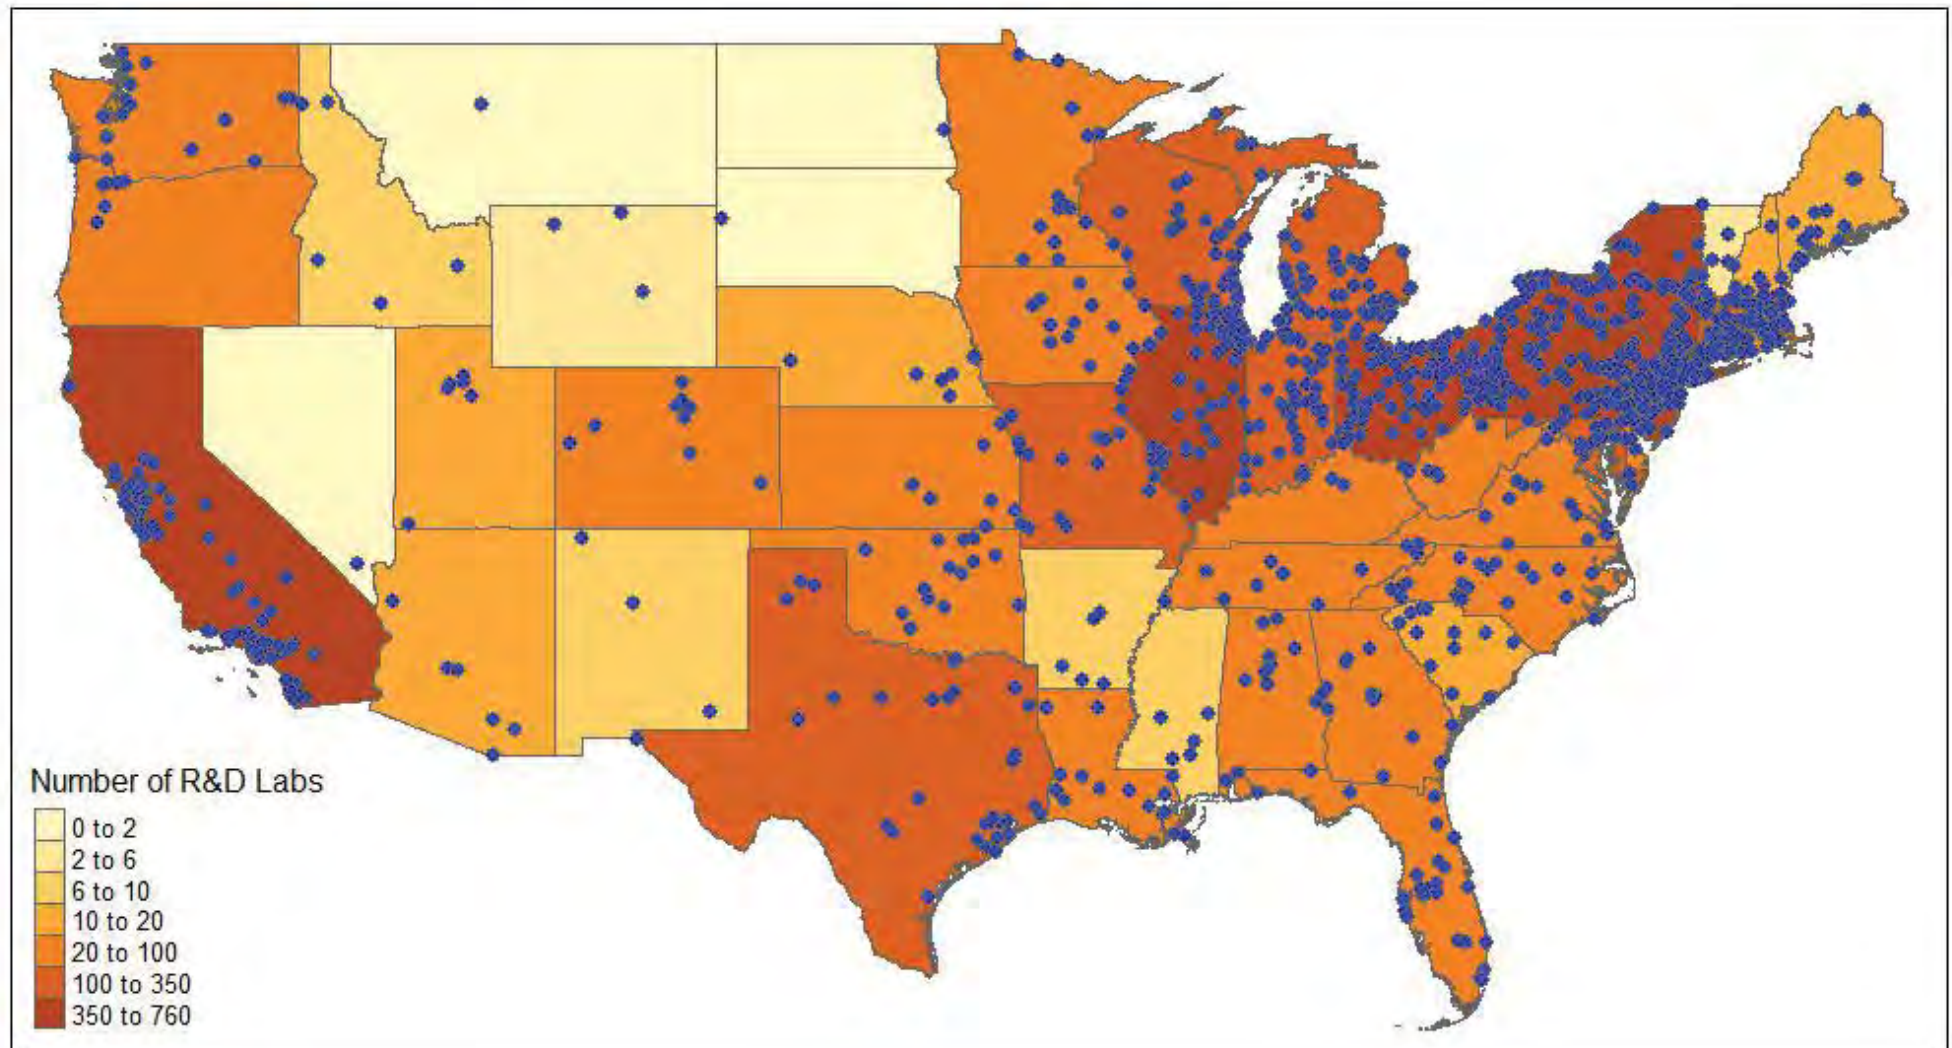 Number of R&D Labs
0 to 2
2 to 6
6 to 10
10 to 20
20 to 100
100 to 350
350 to 760